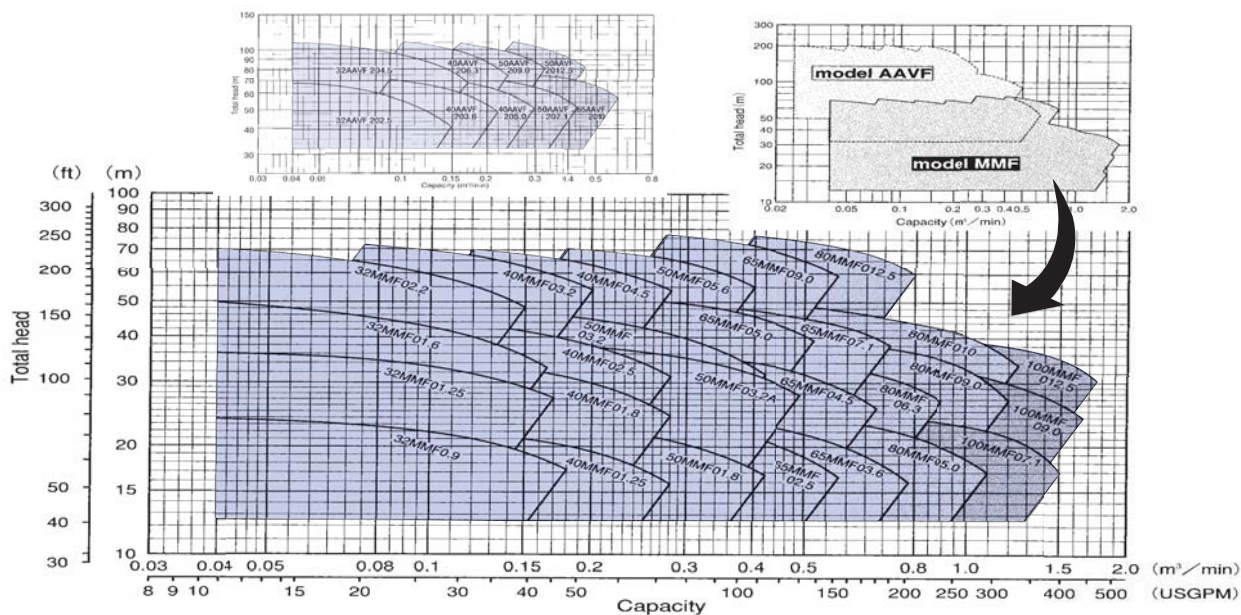 150
100
90
80
70
60
50
40
30
Total head (m)
32AAVF 204.5
40AAVF
206.3
50AAVF
209.0
50AAVF
2012.5
32AAVF 202.5
40AAVF
203.6
40AAVF
205.0
50AAVF
207.1
65AAVF
0.03 0.04 0.05 0.1 0.15 0.2 0.3 0.4 0.5 0.8
Capacity (m³/min)
300
200
100
50
40
30
10
Total head (m)
model AAVF
model MMF
0.02 0.05 0.1 0.2 0.3 0.4 0.5 1.0 2.0
Capacity (m³/min)
(ft) (m)
300
250
200
150
100
50
40
30
100
90
80
70
60
50
40
30
20
15
10
Total head
32MMF02.2
40MMF03.2
40MMF04.5
50MMF05.6
65MMF09.0
80MMF012.5
32MMF01.6
50MMF
03.2
65MMF05.0
65MMF07.1
80MMF010
100MMF
012.5
32MMF01.25
40MMF02.5
50MMF03.2A
65MMF04.5
80MMF
06.3
80MMF09.0
100MMF
09.0
40MMF01.8
32MMF0.9
40MMF01.25
50MMF01.8
65MMF
02.5
65MMF03.6
80MMF05.0
100MMF07.1
0.03 0.04 0.05 0.08 0.1 0.2 0.3 0.4 0.5 0.8 1.0 1.5 2.0 (m³/min)
8 9 10 15 20 30 40 50 100 150 200 250 300 400 500 (USGPM)
Capacity